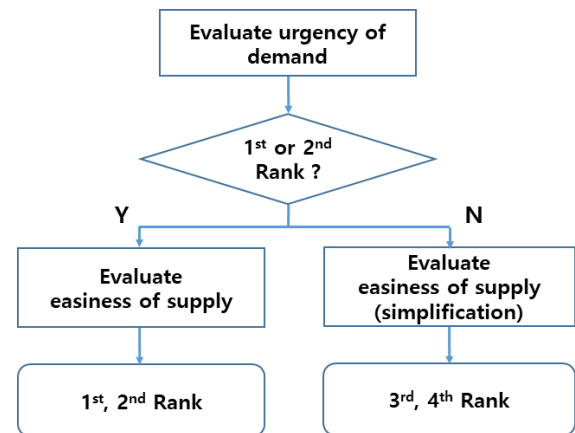 Evaluate urgency of
demand
1st or 2nd
Rank ?
Y
N
Evaluate
easiness of supply
Evaluate
easiness of supply
(simplification)
1st, 2nd Rank
3rd, 4th Rank